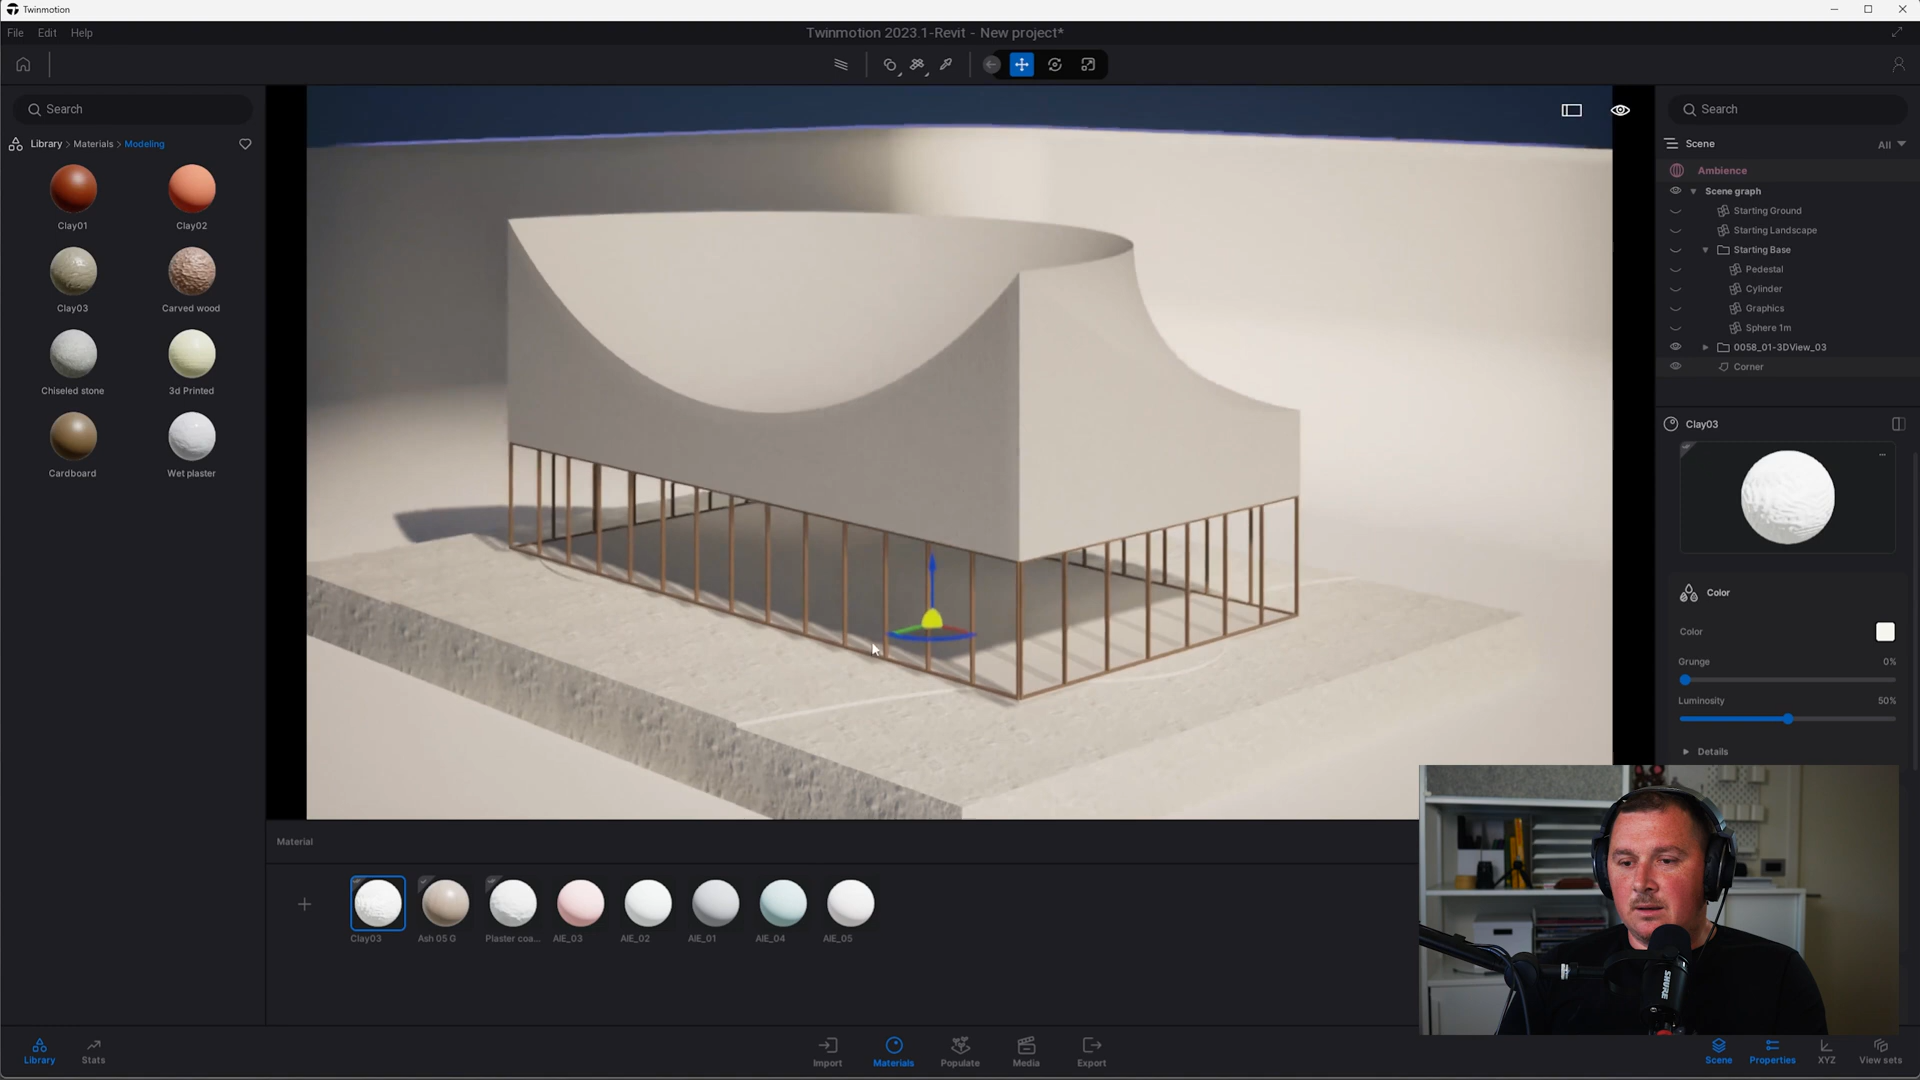 Twinmotion
File Edit Help
Twinmotion 2023.1-Revit - New project*
Search
Library > Materials > Modeling
Clay01
Clay02
Clay03
Carved wood
Chiseled stone
3d Printed
Cardboard
Wet plaster
Search
Scene
All
Ambience
Scene graph
Starting Ground
Starting Landscape
Starting Base
Pedestal
Cylinder
Graphics
Sphere 1m
0058_01-3DView_03
Corner
Clay03
Color
Color
Grunge 0%
Luminosity 50%
Details
SHURE
Material
Clay03
Ash 05 G
Plaster coa...
AIE_03
AIE_02
AIE_01
AIE_04
AIE_05
Library
Stats
Import
Materials
Populate
Media
Export
Scene
Properties
XYZ
View sets